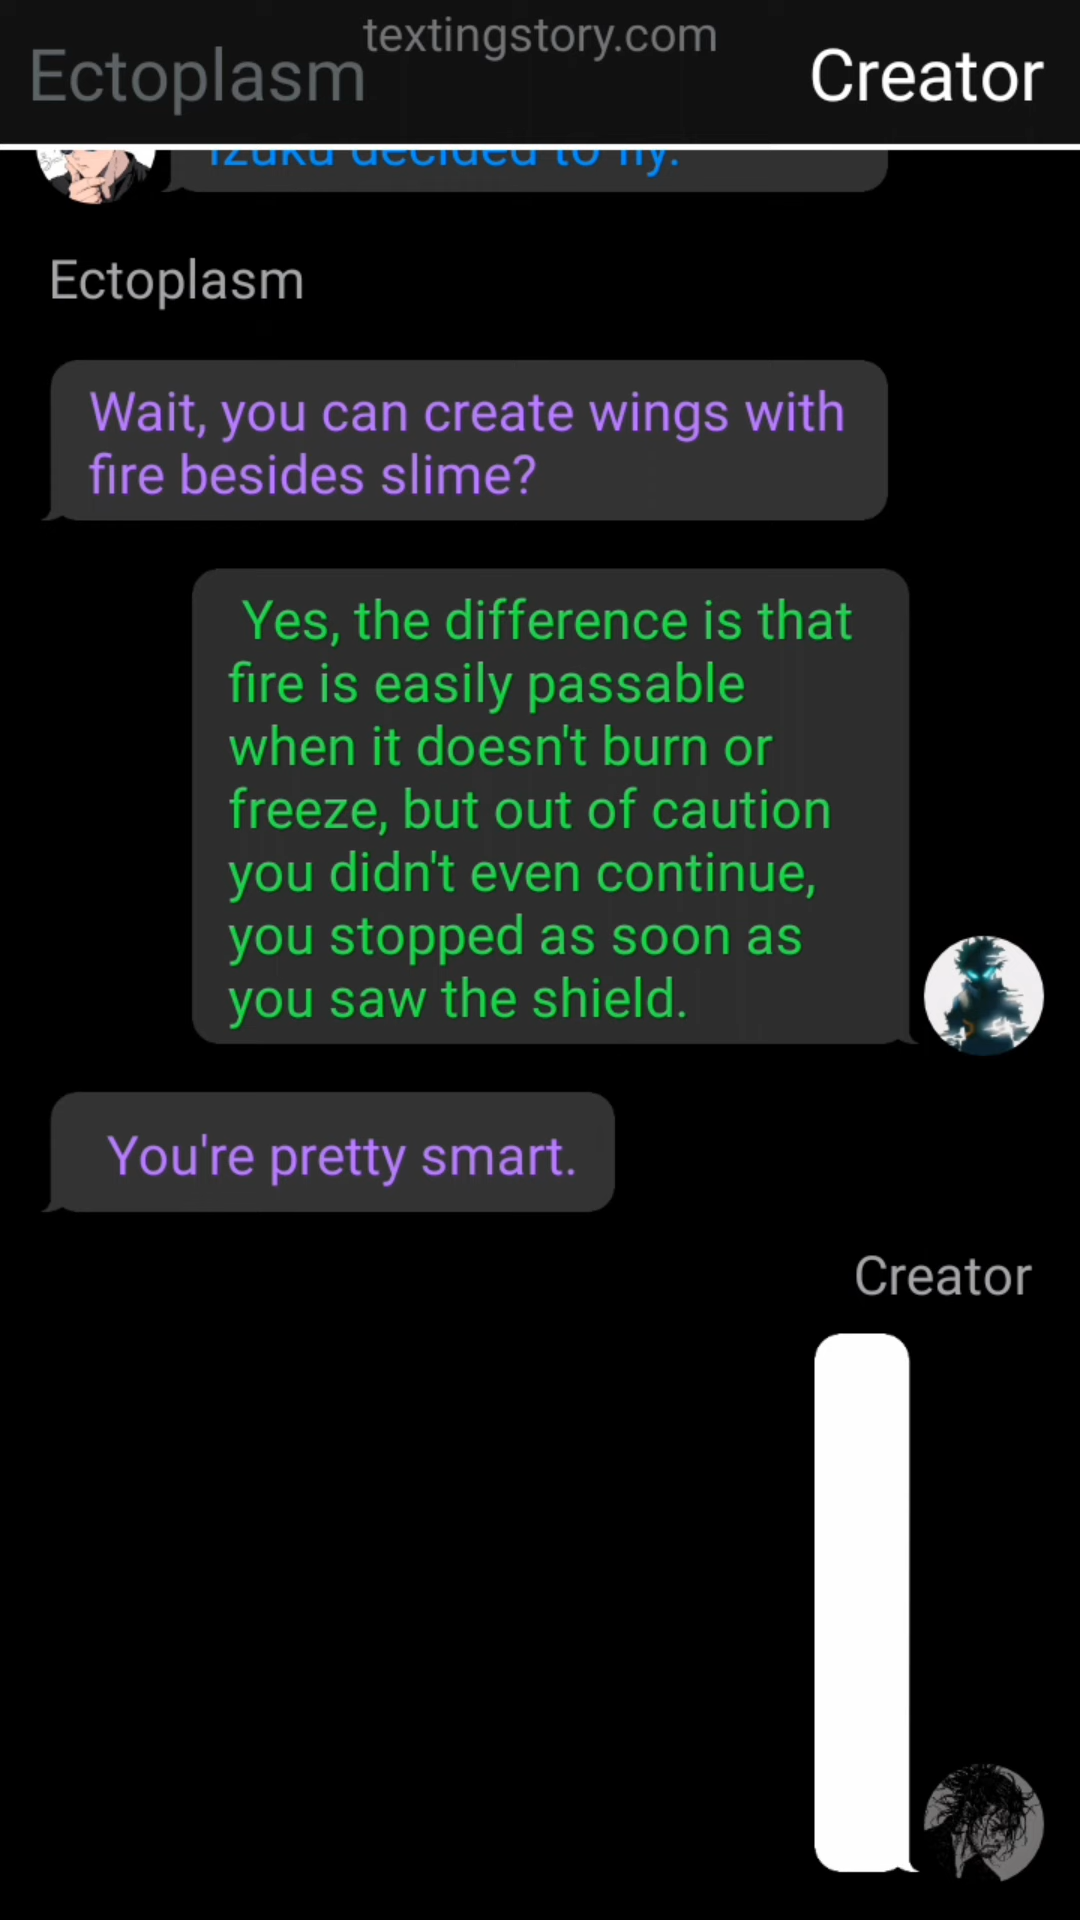 textingstory.com
Ectoplasm
Creator
Izuku decided to fly.
Ectoplasm
Wait, you can create wings with
fire besides slime?
Yes, the difference is that
fire is easily passable
when it doesn't burn or
freeze, but out of caution
you didn't even continue,
you stopped as soon as
you saw the shield.
You're pretty smart.
Creator